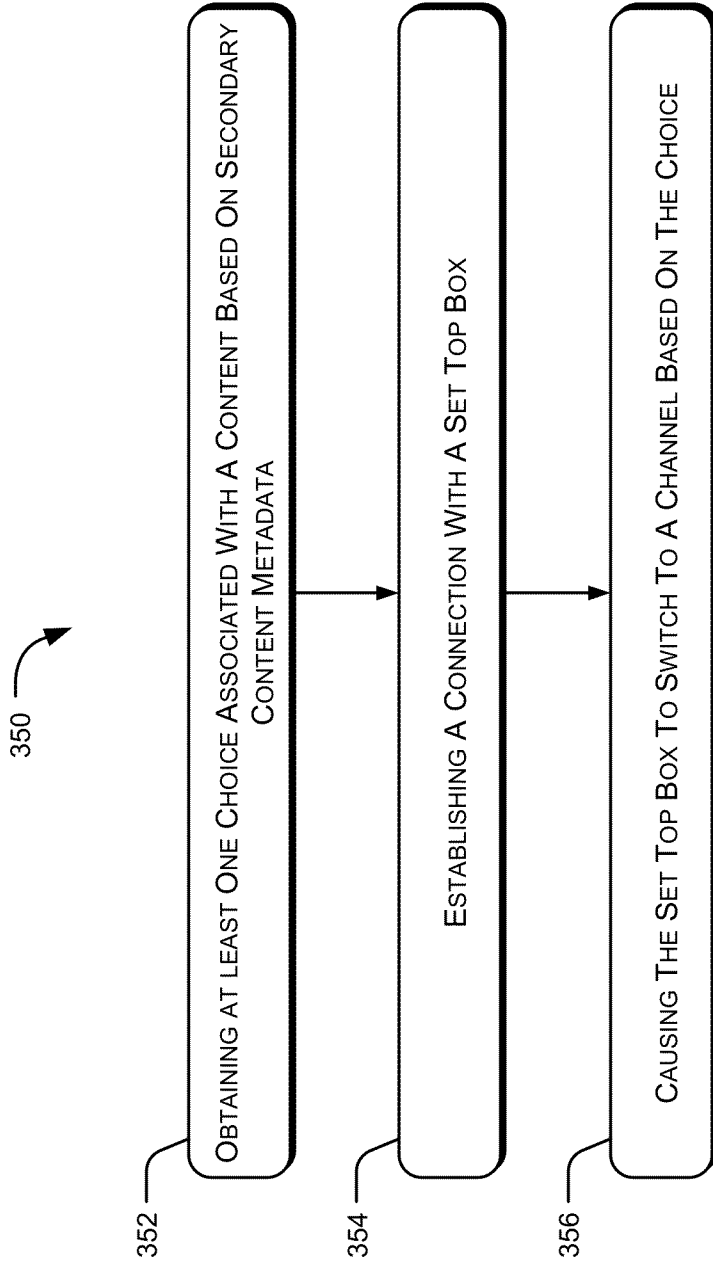 350
352
OBTAINING AT LEAST ONE CHOICE ASSOCIATED WITH A CONTENT BASED ON SECONDARY
CONTENT METADATA
354
ESTABLISHING A CONNECTION WITH A SET TOP BOX
356
CAUSING THE SET TOP BOX TO SWITCH TO A CHANNEL BASED ON THE CHOICE